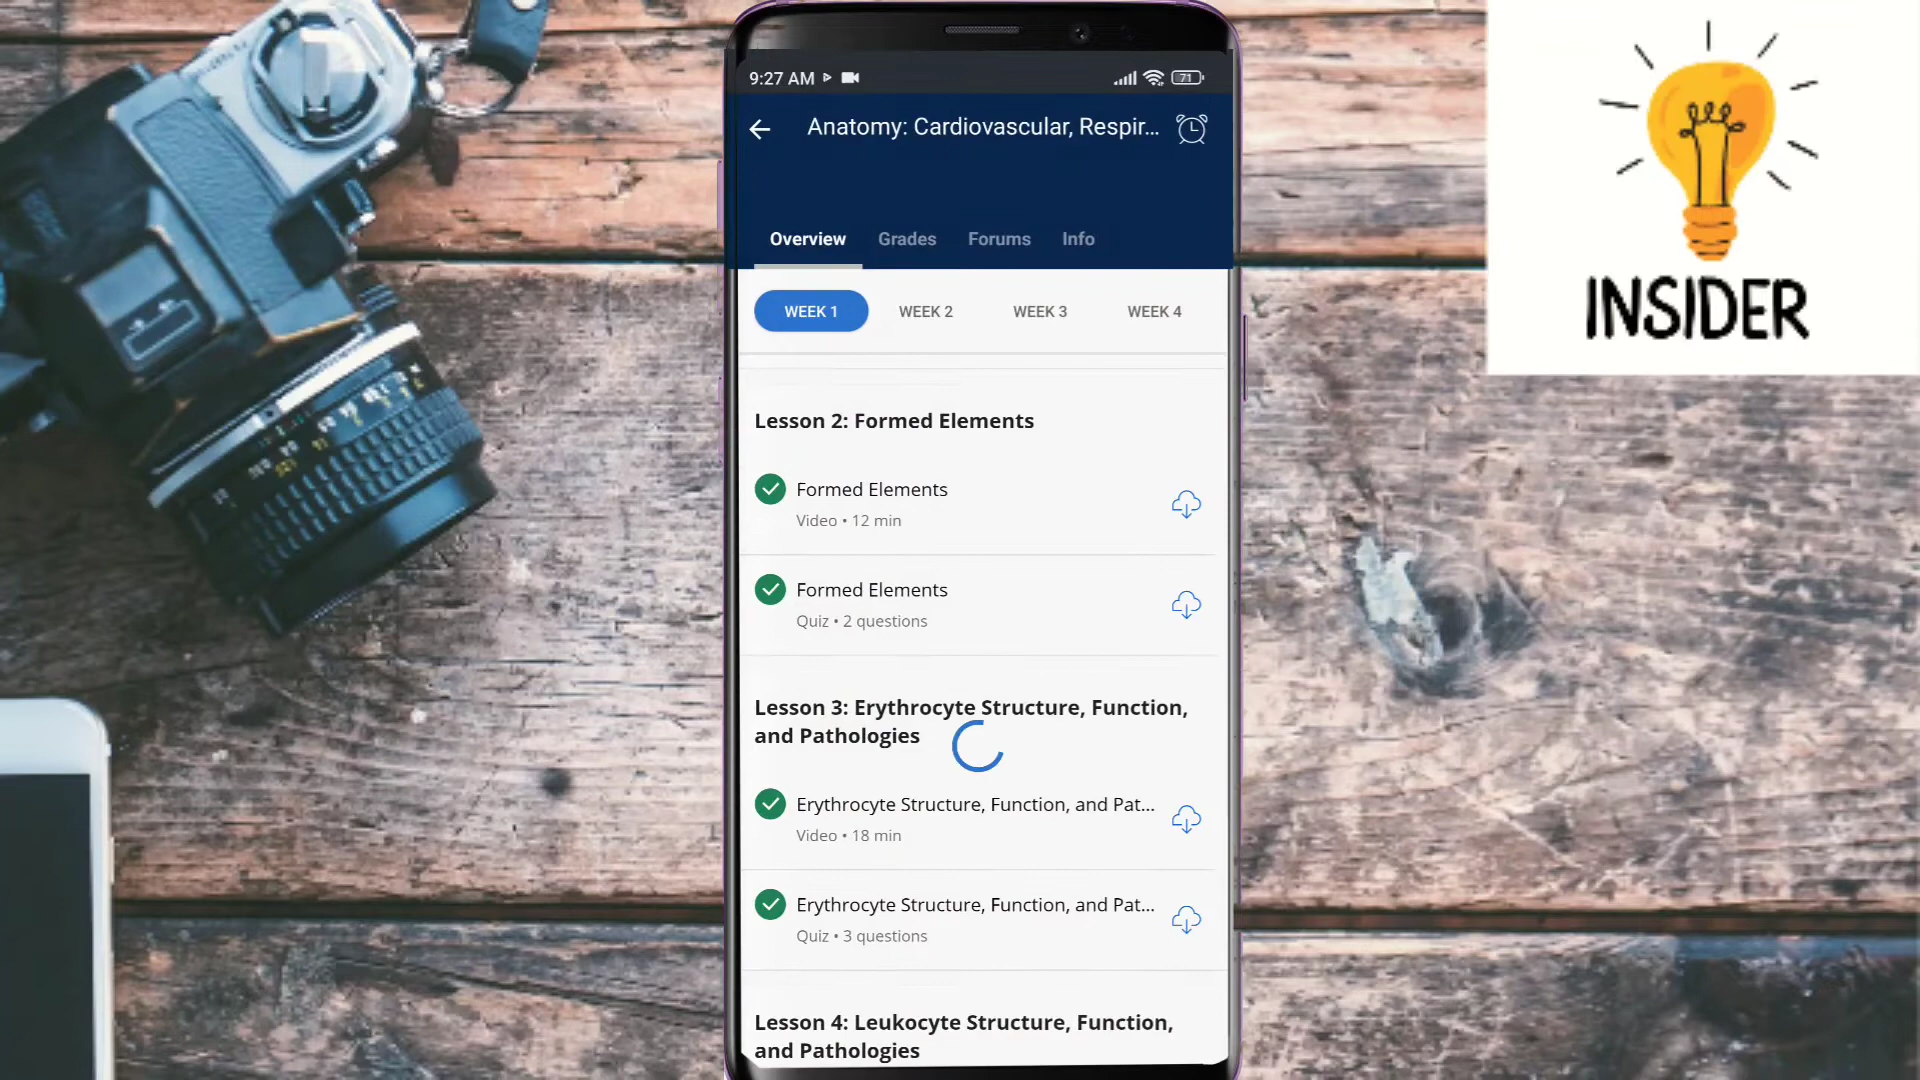 9:27 AM
71
Anatomy: Cardiovascular, Respir...
Overview Grades Forums Info
WEEK 1 WEEK 2 WEEK 3 WEEK 4
Lesson 2: Formed Elements
Formed Elements
Video • 12 min
Formed Elements
Quiz • 2 questions
Lesson 3: Erythrocyte Structure, Function,
and Pathologies
Erythrocyte Structure, Function, and Pat...
Video • 18 min
Erythrocyte Structure, Function, and Pat...
Quiz • 3 questions
Lesson 4: Leukocyte Structure, Function,
and Pathologies
INSIDER